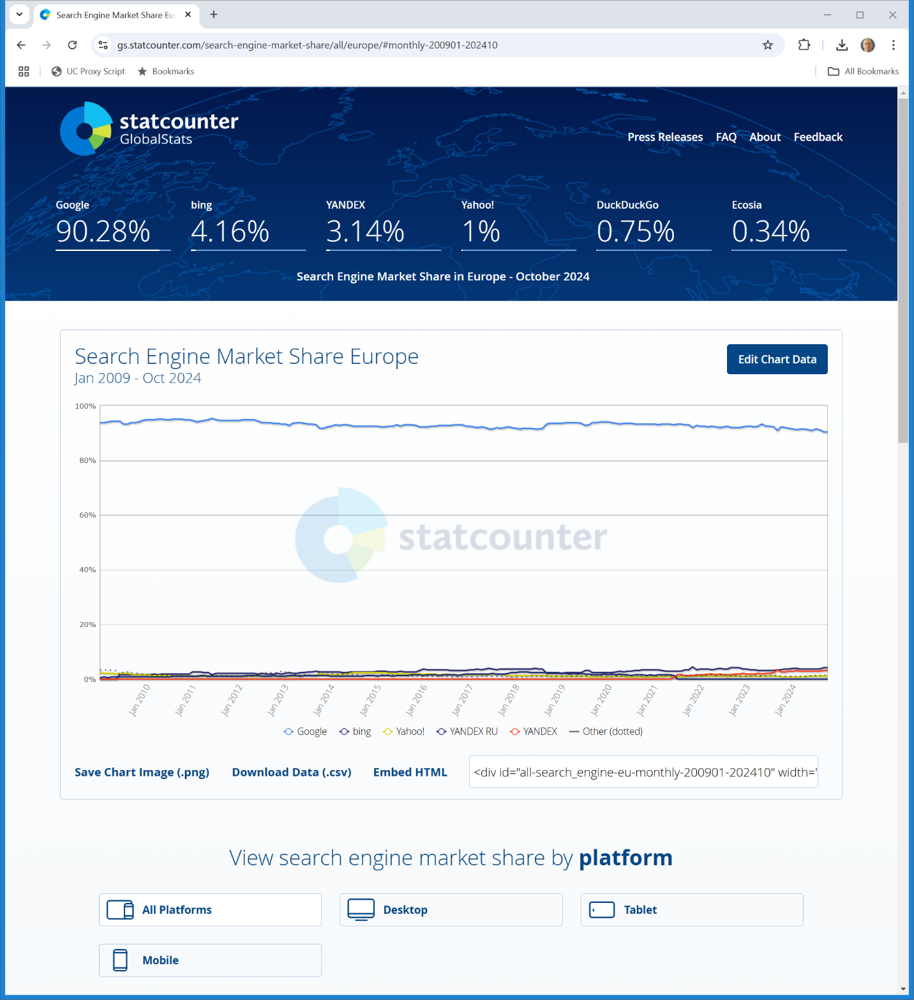 Search Engine Market Share Eu
gs.statcounter.com/search-engine-market-share/all/europe/#monthly-200901-202410
UC Proxy Script
Bookmarks
All Bookmarks
statcounter
GlobalStats
Press Releases FAQ About Feedback
Google bing YANDEX Yahoo! DuckDuckGo Ecosia
90.28% 4.16% 3.14% 1% 0.75% 0.34%
Search Engine Market Share in Europe - October 2024
Search Engine Market Share Europe
Jan 2009 - Oct 2024
Edit Chart Data
100%
80%
60%
statcounter
40%
20%
0%
Jan 2010 Jan 2011 Jan 2012 Jan 2013 Jan 2014 Jan 2015 Jan 2016 Jan 2017 Jan 2018 Jan 2019 Jan 2020 Jan 2021 Jan 2022 Jan 2023 Jan 2024
Google bing Yahoo! YANDEX RU YANDEX Other (dotted)
Save Chart Image (.png) Download Data (.csv) Embed HTML <div id="all-search_engine-eu-monthly-200901-202410" width='
View search engine market share by platform
All Platforms Desktop Tablet
Mobile